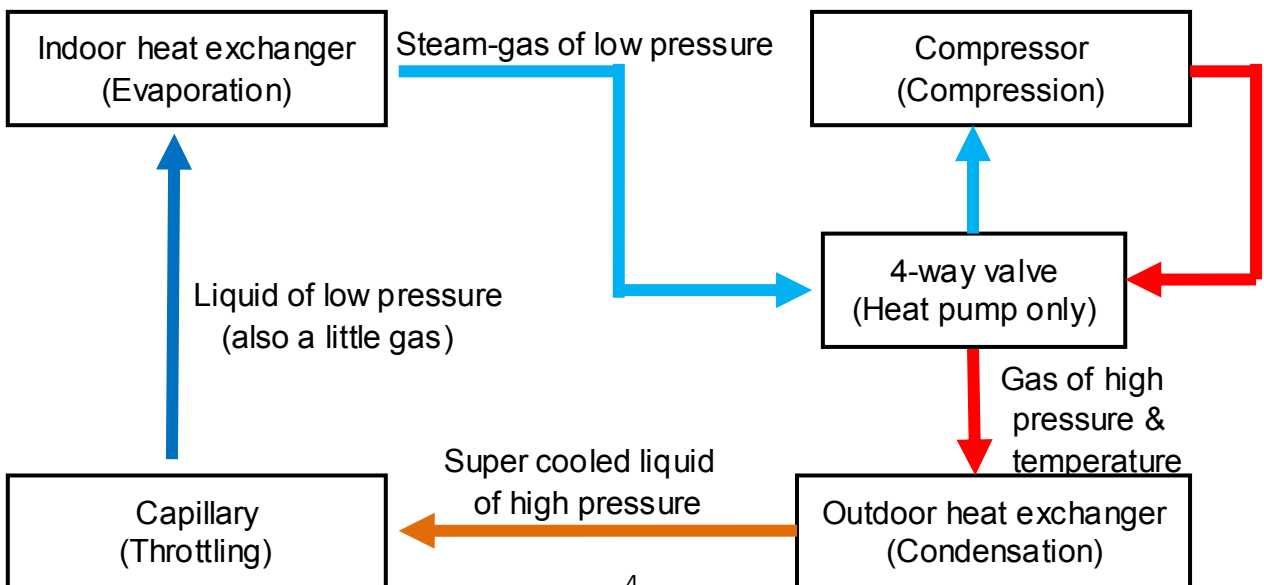 Indoor heat exchanger
(Evaporation)
Steam-gas of low pressure
Compressor
(Compression)
Liquid of low pressure
(also a little gas)
4-way valve
(Heat pump only)
Gas of high
pressure &
temperature
Super cooled liquid
of high pressure
Capillary
(Throttling)
Outdoor heat exchanger
(Condensation)
4